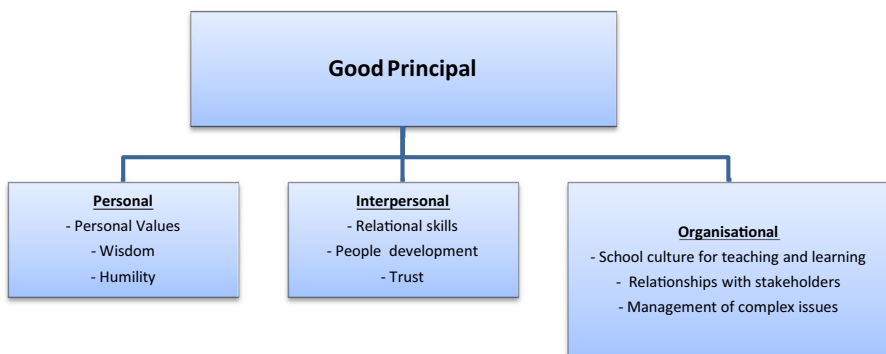 Good Principal
Personal
- Personal Values
- Wisdom
- Humility
Interpersonal
- Relational skills
- People development
- Trust
Organisational
- School culture for teaching and learning
- Relationships with stakeholders
- Management of complex issues